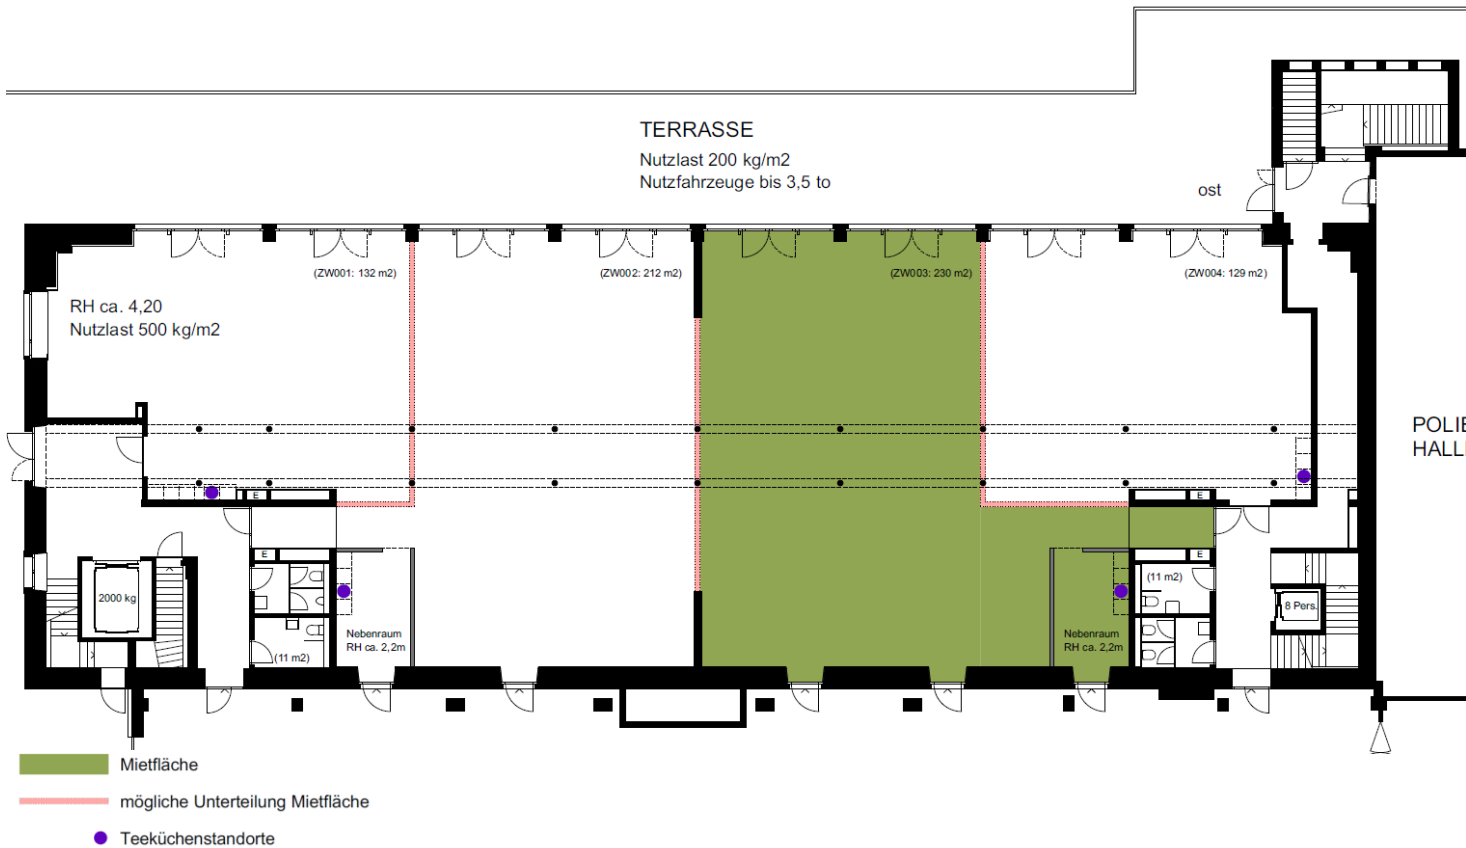 TERRASSE
Nutzlast 200 kg/m2
Nutzfahrzeuge bis 3,5 to
ost
(ZW001: 132 m2)
(ZW002: 212 m2)
(ZW003: 230 m2)
(ZW004: 129 m2)
RH ca. 4,20
Nutzlast 500 kg/m2
POLIE
HALL
E
E
E
E
2000 kg
(11 m2)
8 Pers.
Nebenraum
RH ca. 2,2m
Nebenraum
RH ca. 2,2m
(11 m2)
Mietfläche
mögliche Unterteilung Mietfläche
Teeküchenstandorte